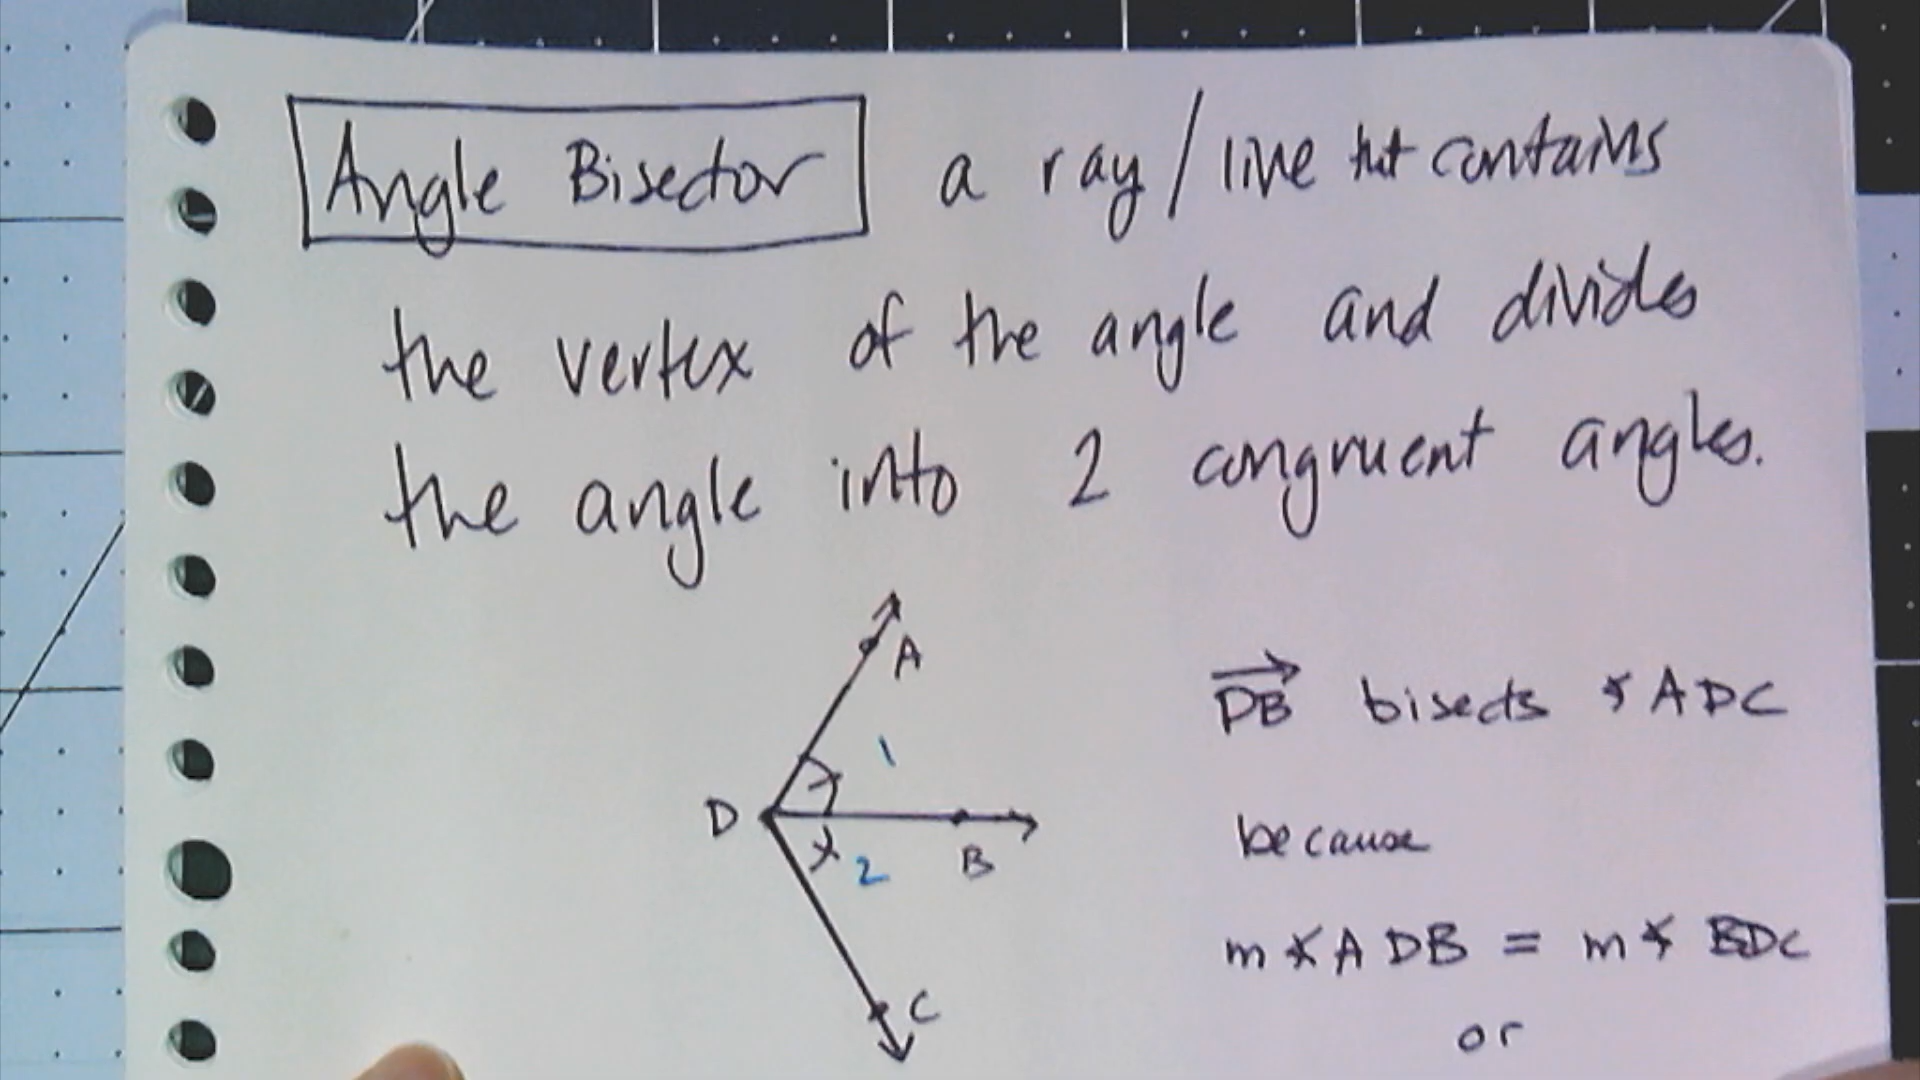 Angle Bisector a ray/line that contains
the vertex of the angle and divides
the angle into 2 congruent angles.
A
1
D
B
2
C
DB bisects ∡ADC
because
m∡ADB = m∡BDC
or